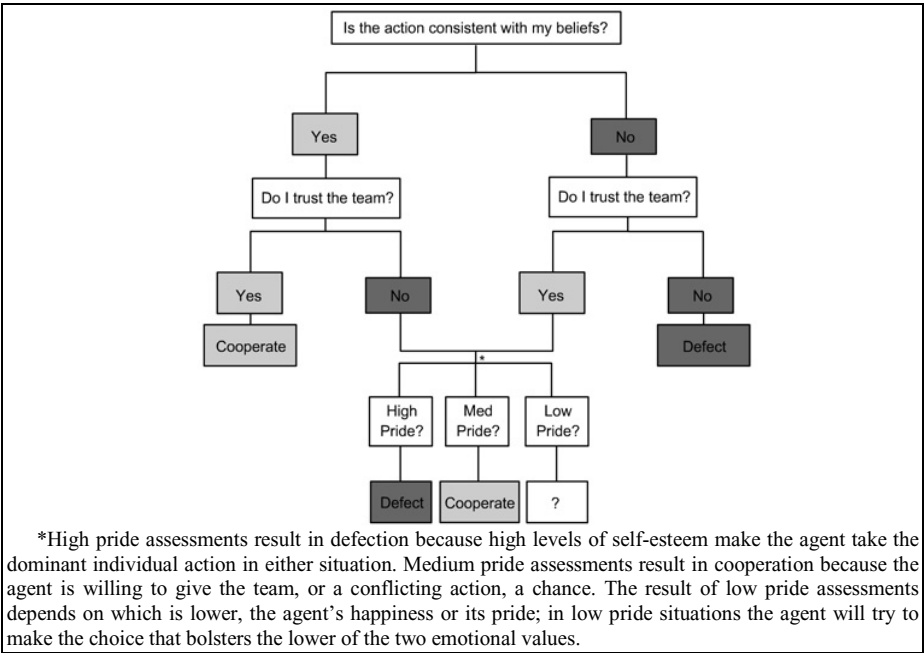 Is the action consistent with my beliefs?
Yes
No
Do I trust the team?
Do I trust the team?
Yes
No
Yes
No
Cooperate
Defect
*
High
Pride?
Med
Pride?
Low
Pride?
Defect
Cooperate
?
*High pride assessments result in defection because high levels of self-esteem make the agent take the
dominant individual action in either situation. Medium pride assessments result in cooperation because the
agent is willing to give the team, or a conflicting action, a chance. The result of low pride assessments
depends on which is lower, the agent's happiness or its pride; in low pride situations the agent will try to
make the choice that bolsters the lower of the two emotional values.